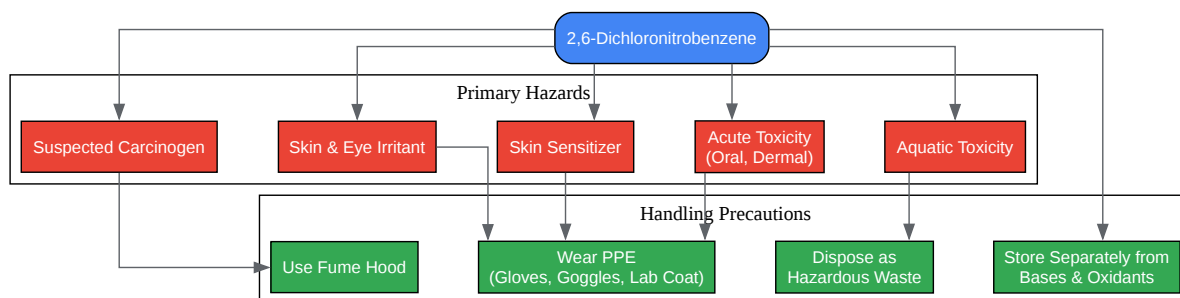 2,6-Dichloronitrobenzene
Primary Hazards
Suspected Carcinogen
Skin & Eye Irritant
Skin Sensitizer
Acute Toxicity
(Oral, Dermal)
Aquatic Toxicity
Handling Precautions
Use Fume Hood
Wear PPE
(Gloves, Goggles, Lab Coat)
Dispose as
Hazardous Waste
Store Separately from
Bases & Oxidants